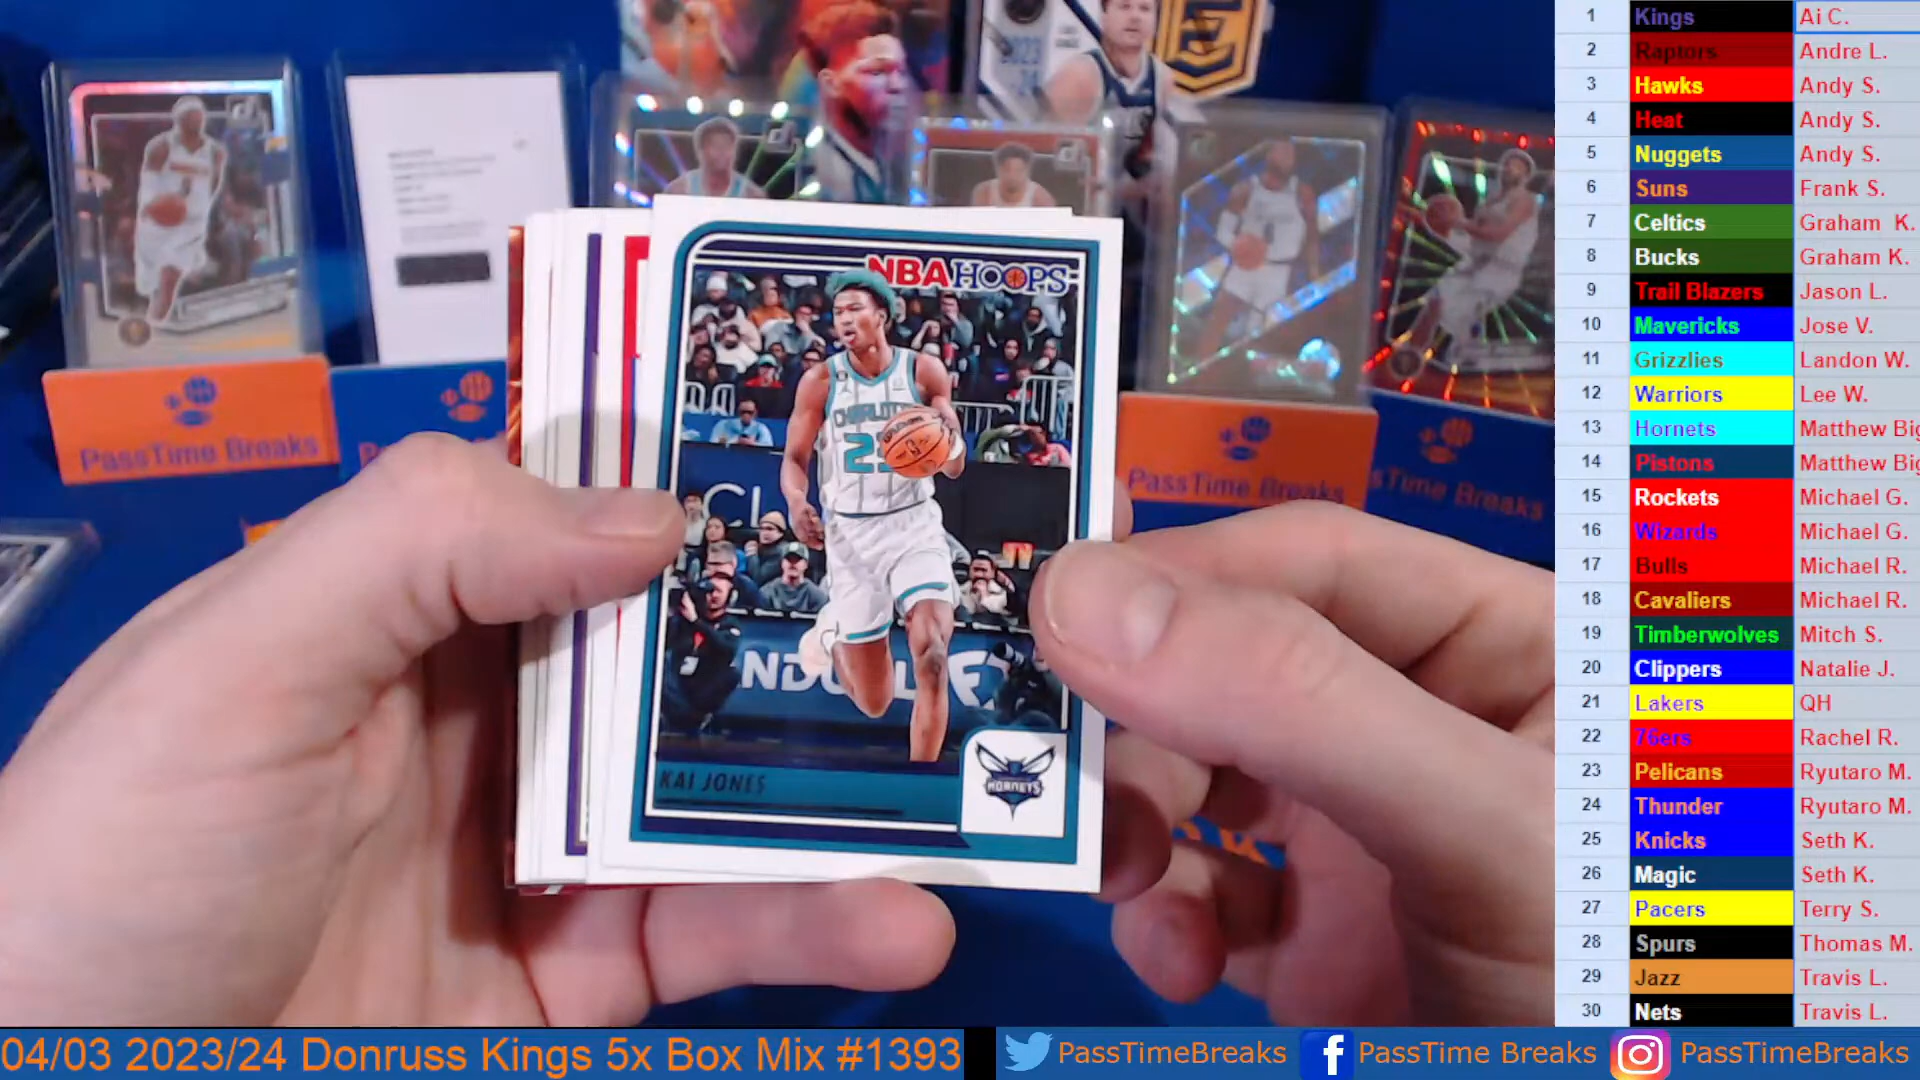 NBA HOOPS
CHARLOTTE
KAI JONES
HORNETS
PassTime Breaks
PassTime Breaks
1 Kings Ai C.
2 Raptors Andre L.
3 Hawks Andy S.
4 Heat Andy S.
5 Nuggets Andy S.
6 Suns Frank S.
7 Celtics Graham K.
8 Bucks Graham K.
9 Trail Blazers Jason L.
10 Mavericks Jose V.
11 Grizzlies Landon W.
12 Warriors Lee W.
13 Hornets Matthew Big
14 Pistons Matthew Big
15 Rockets Michael G.
16 Wizards Michael G.
17 Bulls Michael R.
18 Cavaliers Michael R.
19 Timberwolves Mitch S.
20 Clippers Natalie J.
21 Lakers QH
22 76ers Rachel R.
23 Pelicans Ryutaro M.
24 Thunder Ryutaro M.
25 Knicks Seth K.
26 Magic Seth K.
27 Pacers Terry S.
28 Spurs Thomas M.
29 Jazz Travis L.
30 Nets Travis L.
04/03 2023/24 Donruss Kings 5x Box Mix #1393
PassTimeBreaks PassTime Breaks PassTimeBreaks